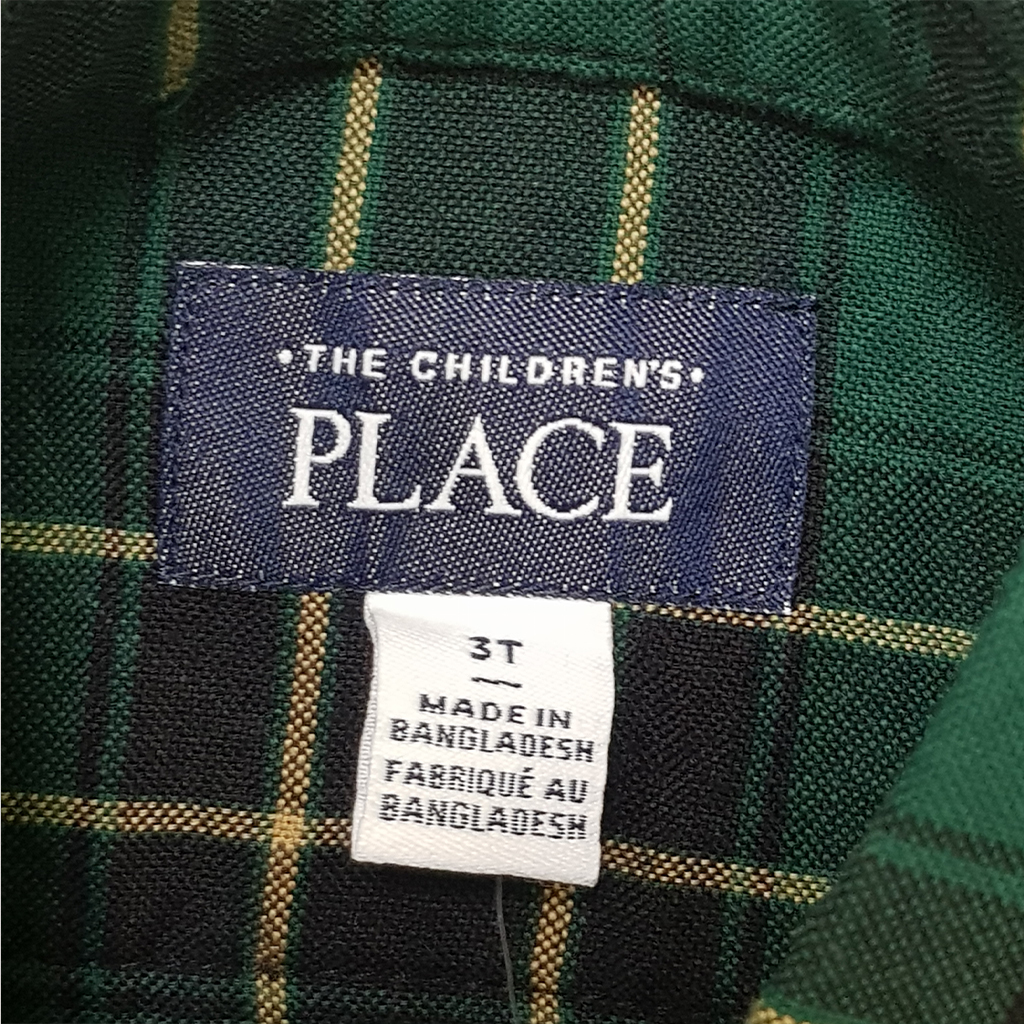 • THE CHILDREN'S •
PLACE
3T
—
MADE IN
BANGLADESH
FABRIQUÉ AU
BANGLADESH